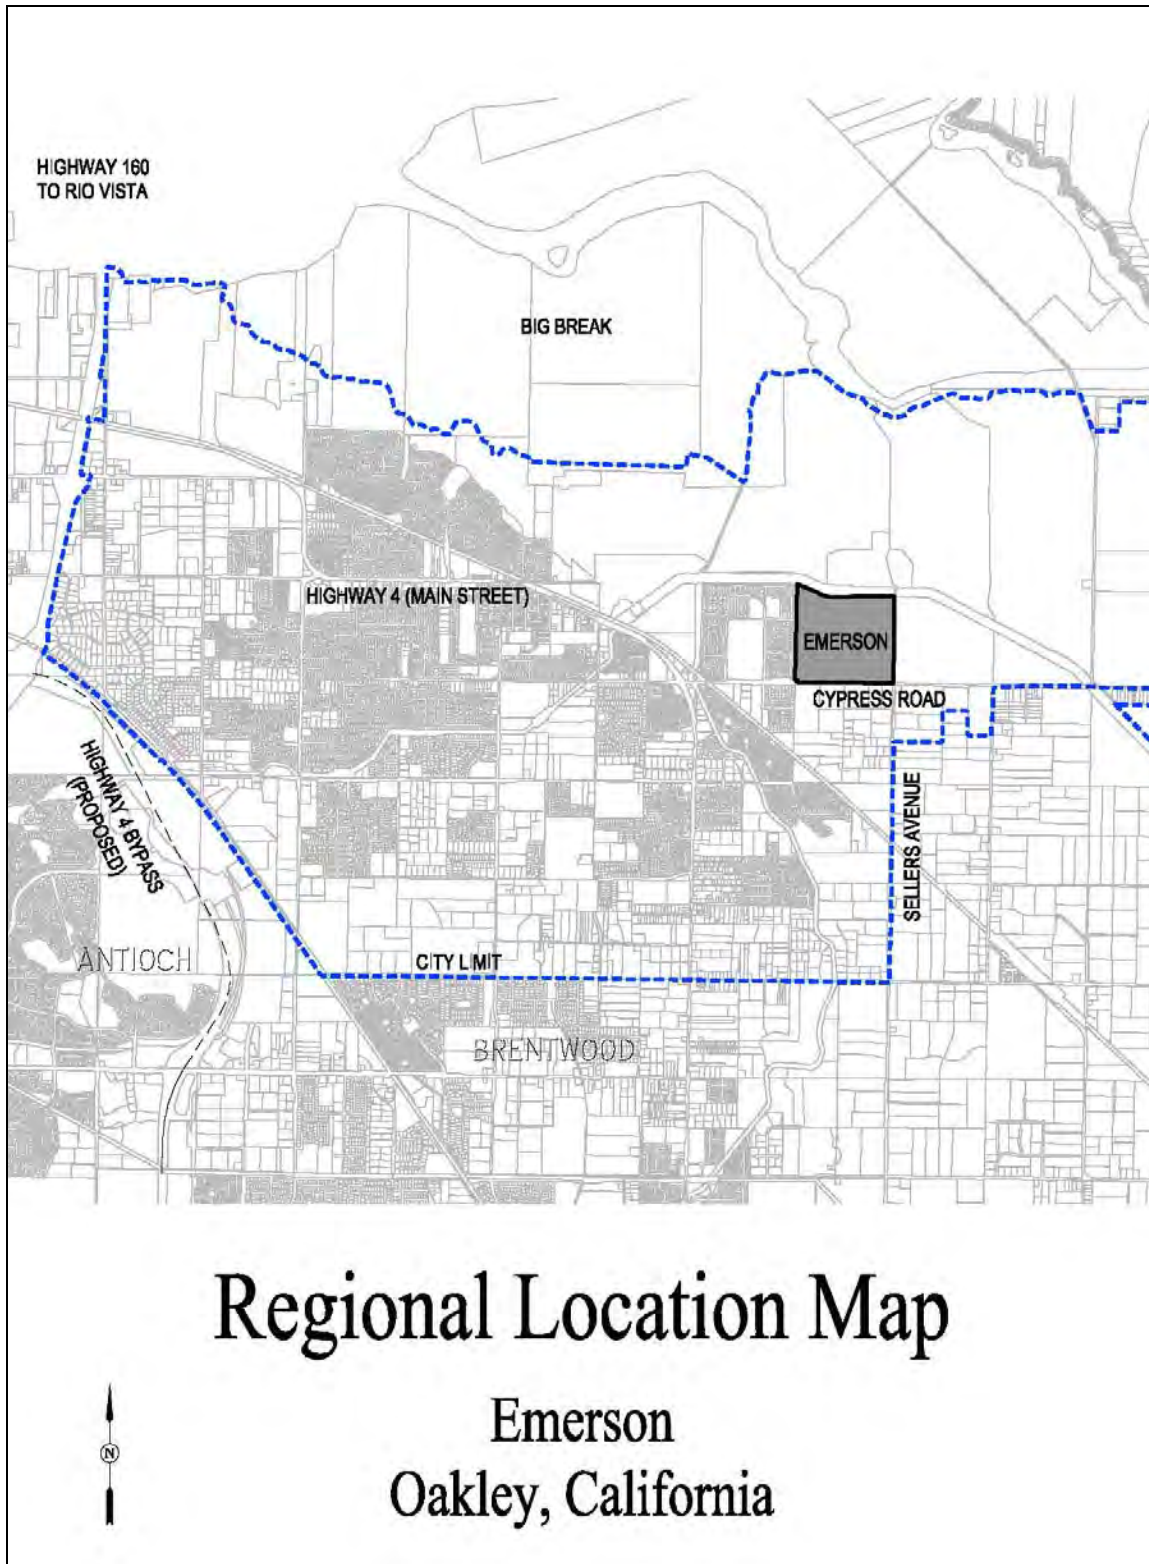 HIGHWAY 160
TO RIO VISTA
BIG BREAK
HIGHWAY 4 (MAIN STREET)
EMERSON
CYPRESS ROAD
HIGHWAY 4 BYPASS
(PROPOSED)
SELLERS AVENUE
ANTIOCH
CITY LIMIT
BRENTWOOD
Regional Location Map
N
Emerson
Oakley, California